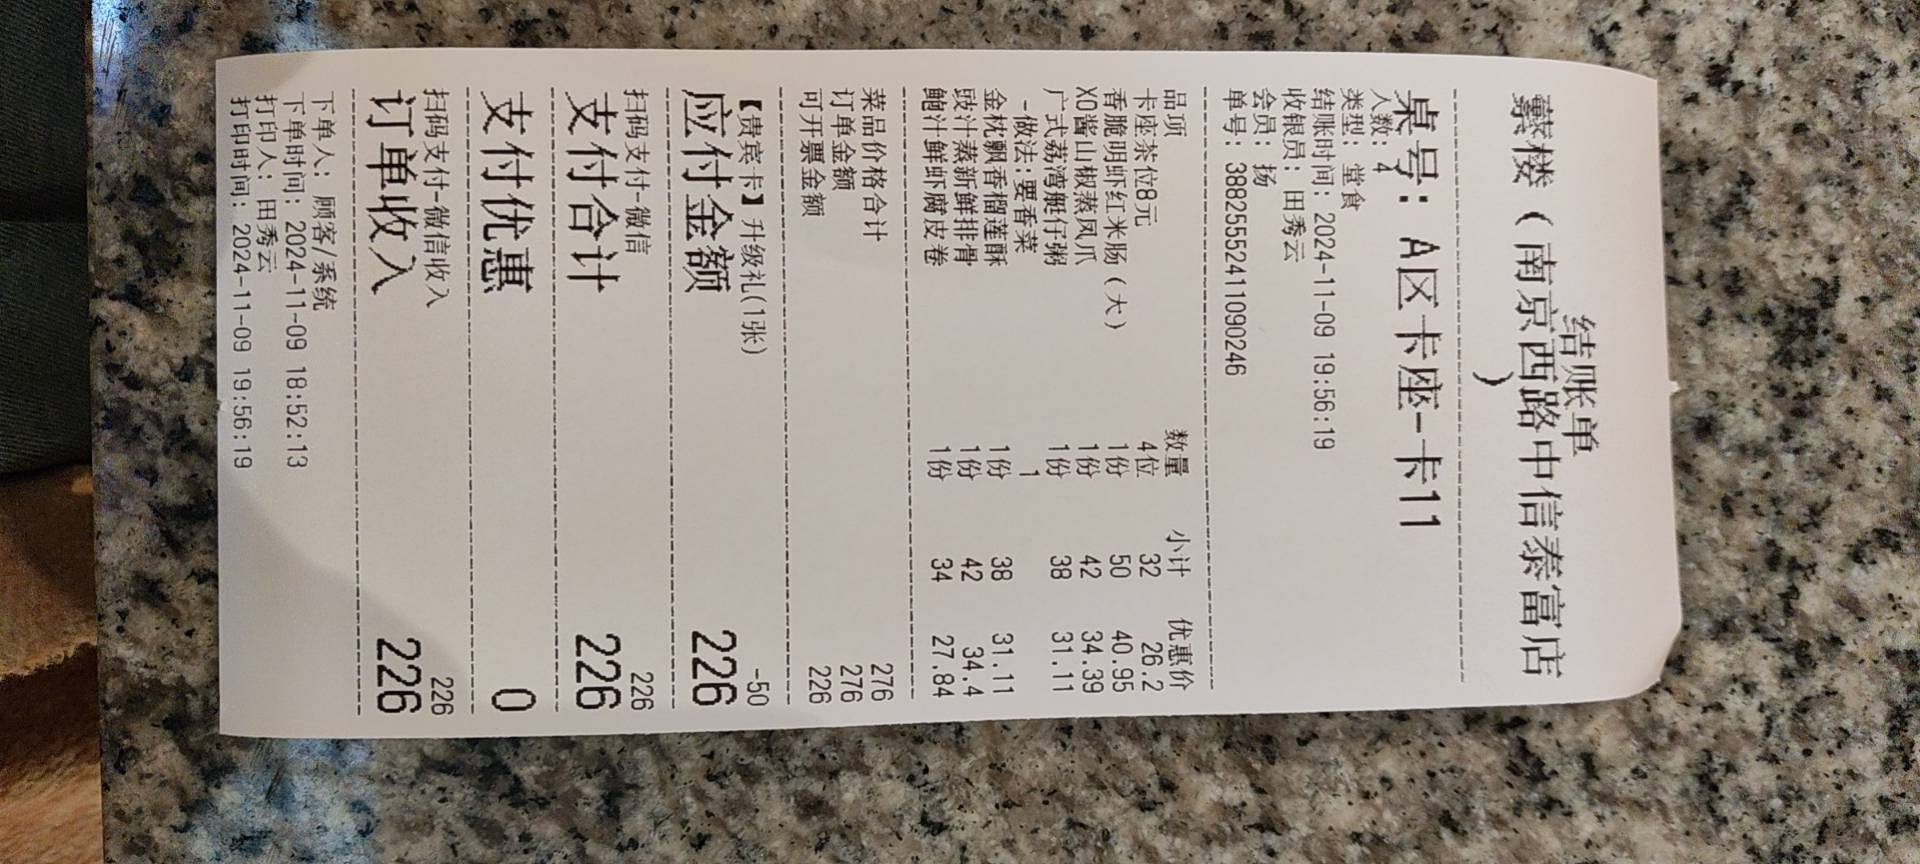 结账单
蘩楼（南京西路中信泰富店
）
桌号：A区卡座-卡11
人数：4
类型：堂食
结账时间：2024-11-09 19:56:19
收银员：田秀云
会员：扬
单号：38825552411090246
品项 数量 小计 优惠价
卡座茶位8元 4位 32 26.2
香脆明虾红米肠（大） 1份 50 40.95
XO酱山椒蒸凤爪 1份 42 34.39
广式荔湾艇仔粥 1份 38 31.11
-做法：要香菜 1
金枕飘香榴莲酥 1份 38 31.11
豉汁蒸新鲜排骨 1份 42 34.4
鲍汁鲜虾腐皮卷 1份 34 27.84
菜品价格合计 276
订单金额 276
可开票金额 226
【贵宾卡】升级礼(1张) -50
应付金额 226
扫码支付-微信 226
支付合计 226
支付优惠 0
扫码支付-微信收入 226
订单收入 226
下单人：顾客/系统
下单时间：2024-11-09 18:52:13
打印人：田秀云
打印时间：2024-11-09 19:56:19